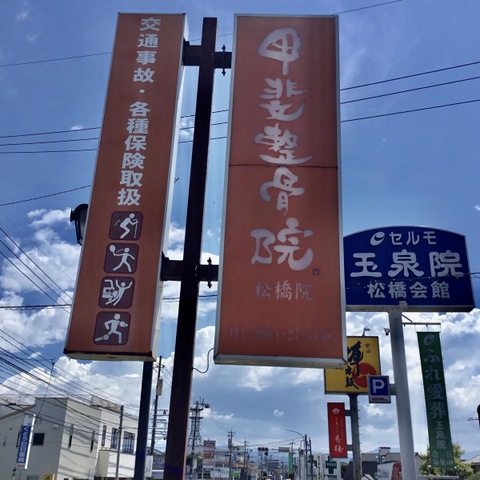 交通事故・各種保険取扱
甲斐整骨院
松橋院
セルモ
玉泉院
松橋会館
P